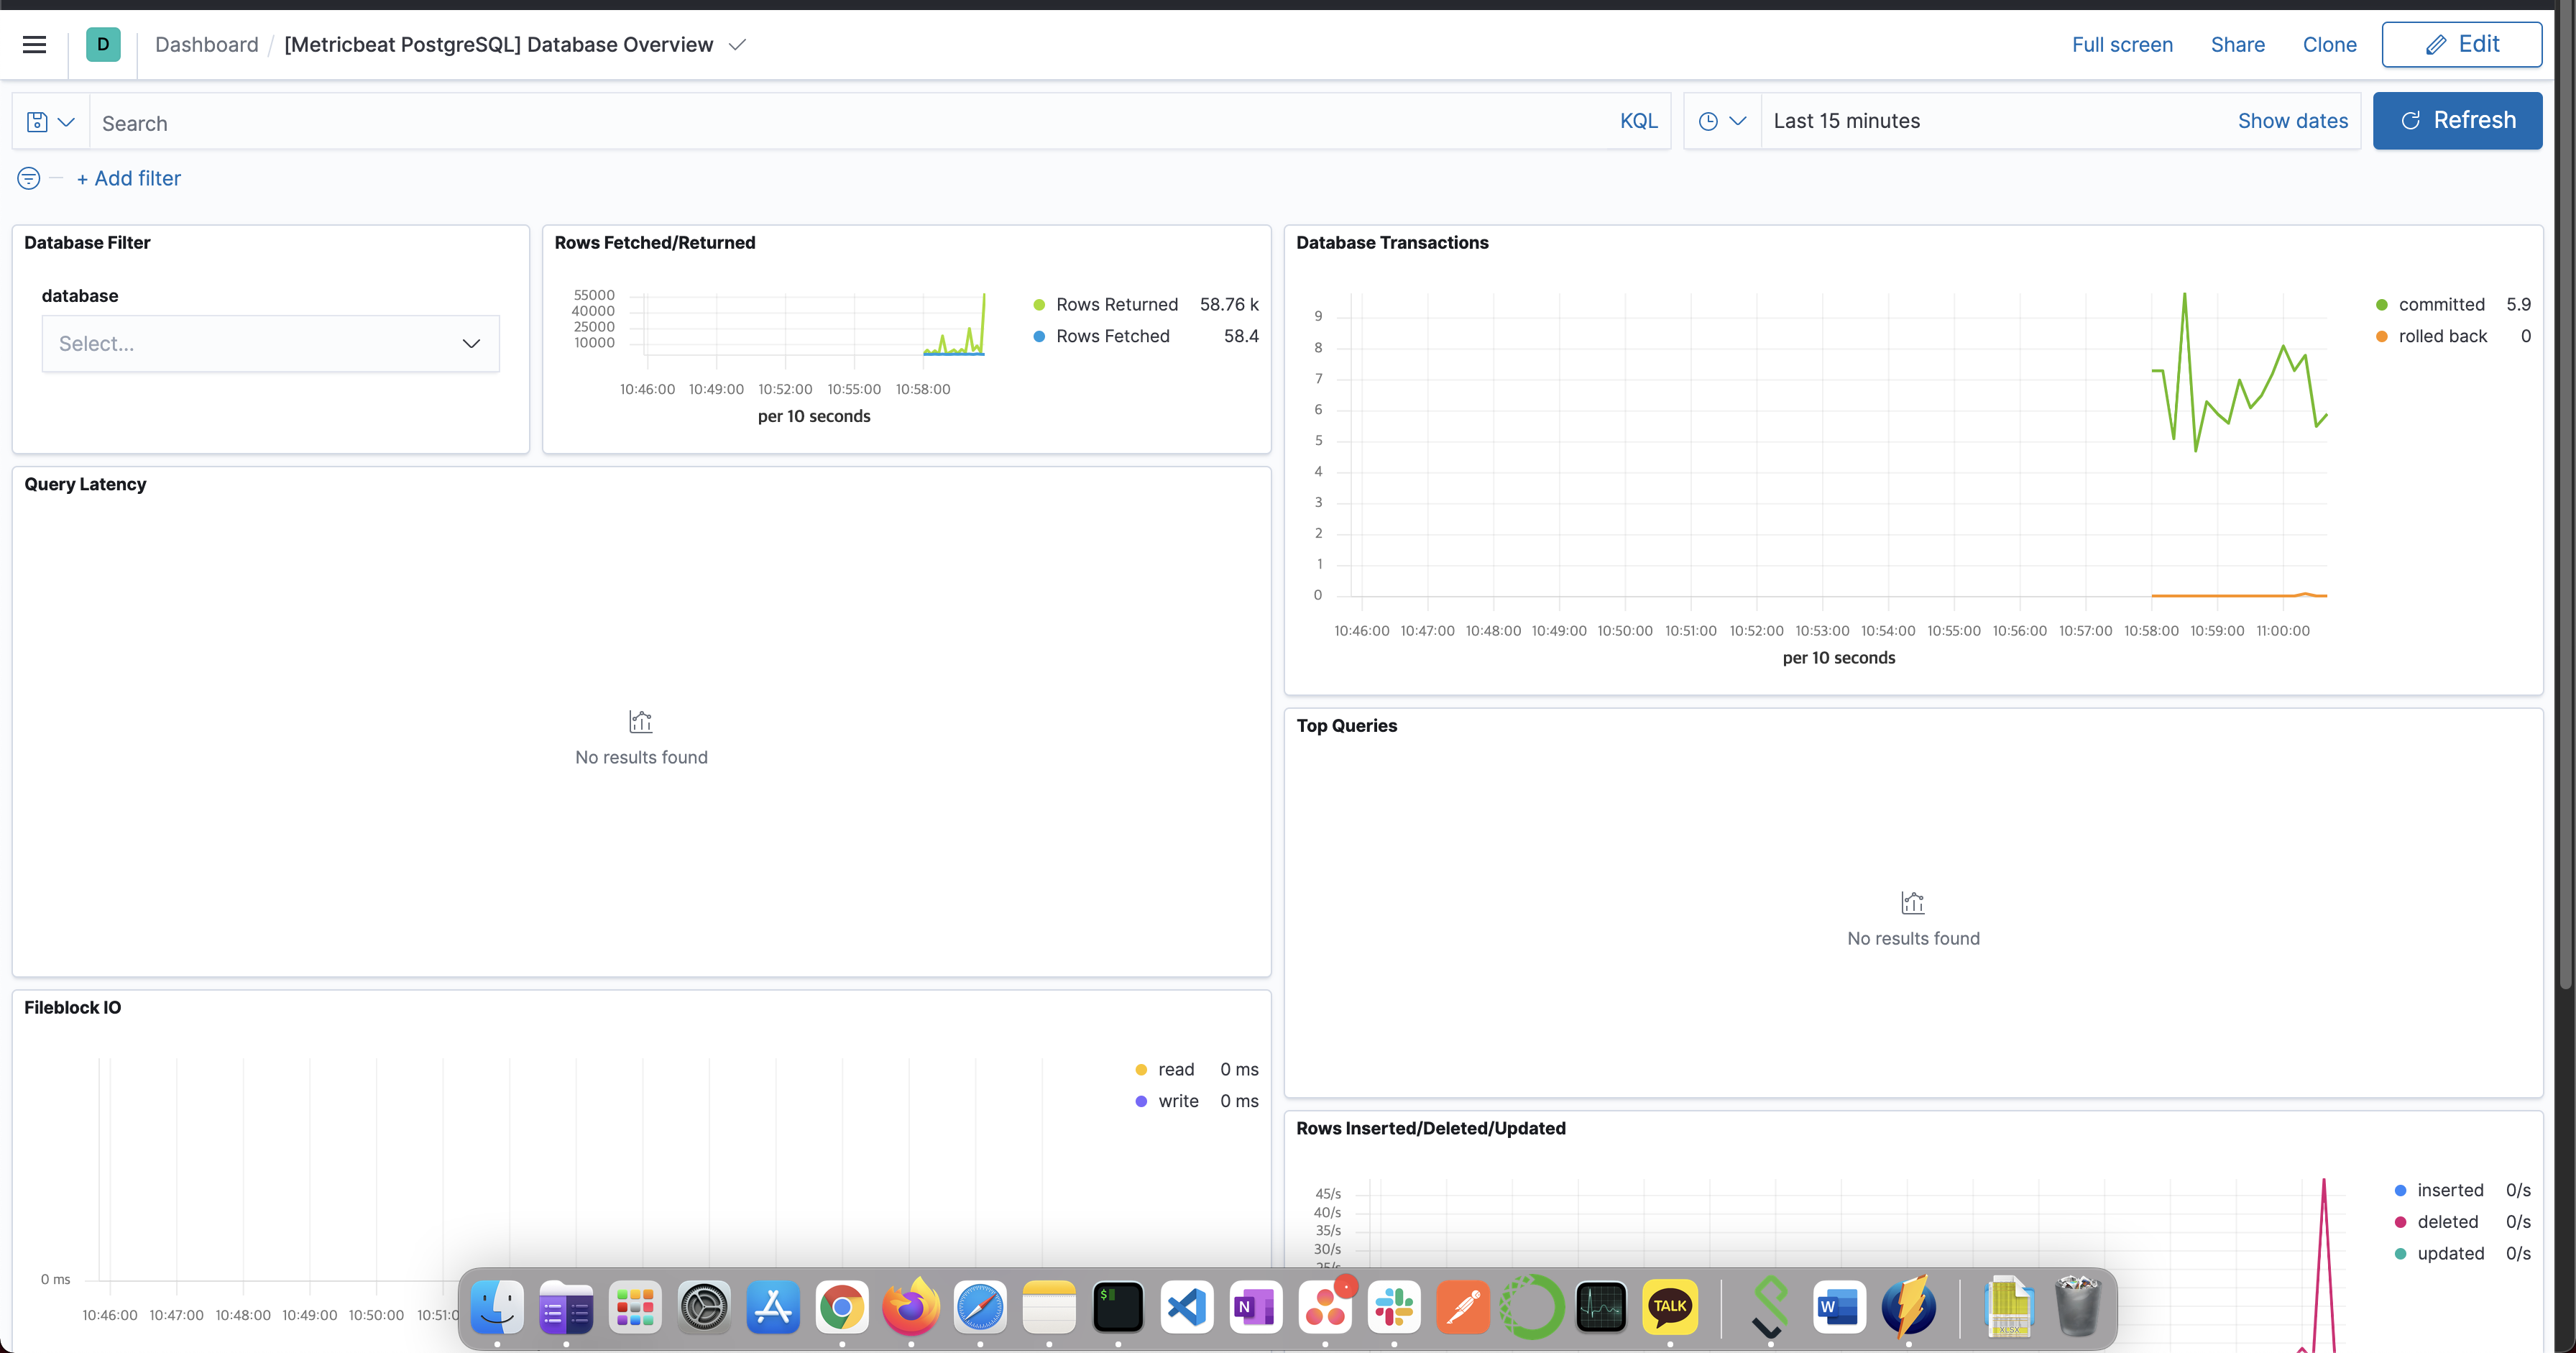 D
Dashboard / [Metricbeat PostgreSQL] Database Overview
Full screen
Share
Clone
Edit
Search
KQL
Last 15 minutes
Show dates
Refresh
+ Add filter
Database Filter
database
Select...
Rows Fetched/Returned
55000
40000
25000
10000
10:46:00 10:49:00 10:52:00 10:55:00 10:58:00
per 10 seconds
Rows Returned 58.76 k
Rows Fetched 58.4
Database Transactions
9
8
7
6
5
4
3
2
1
0
10:46:00 10:47:00 10:48:00 10:49:00 10:50:00 10:51:00 10:52:00 10:53:00 10:54:00 10:55:00 10:56:00 10:57:00 10:58:00 10:59:00 11:00:00
per 10 seconds
committed 5.9
rolled back 0
Query Latency
No results found
Top Queries
No results found
Fileblock IO
read 0 ms
write 0 ms
0 ms
10:46:00 10:47:00 10:48:00 10:49:00 10:50:00 10:51:0
Rows Inserted/Deleted/Updated
45/s
40/s
35/s
30/s
25/s
inserted 0/s
deleted 0/s
updated 0/s
$
N
TALK
W
XLSX